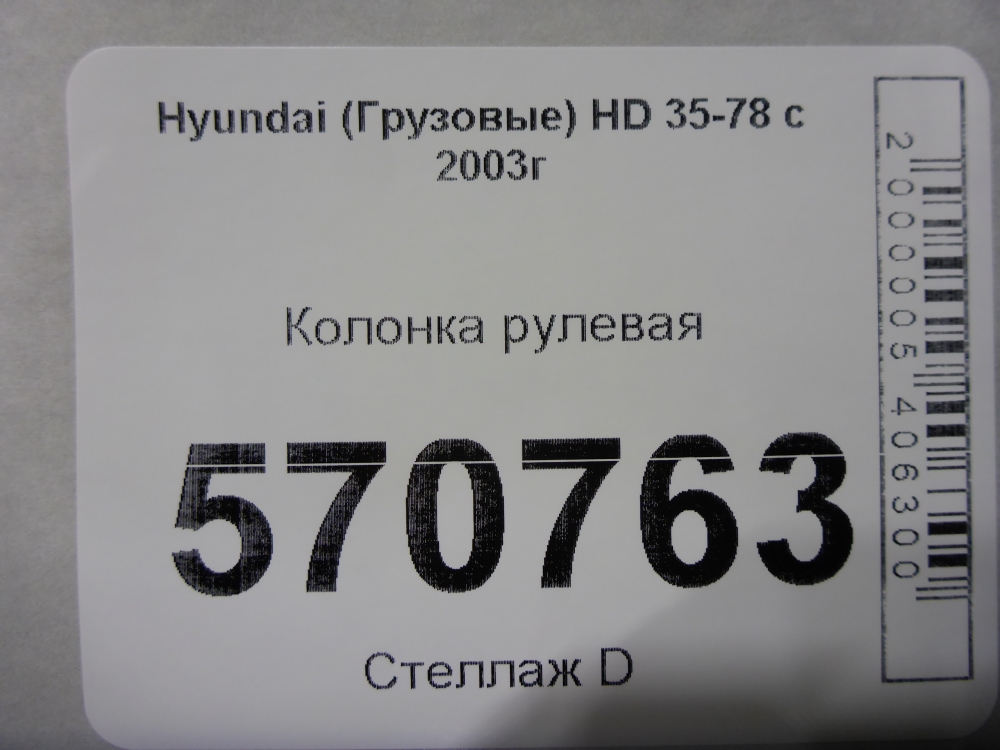 Hyundai (Грузовые) HD 35-78 с
2003г
Колонка рулевая
570763
Стеллаж D
2000005406300